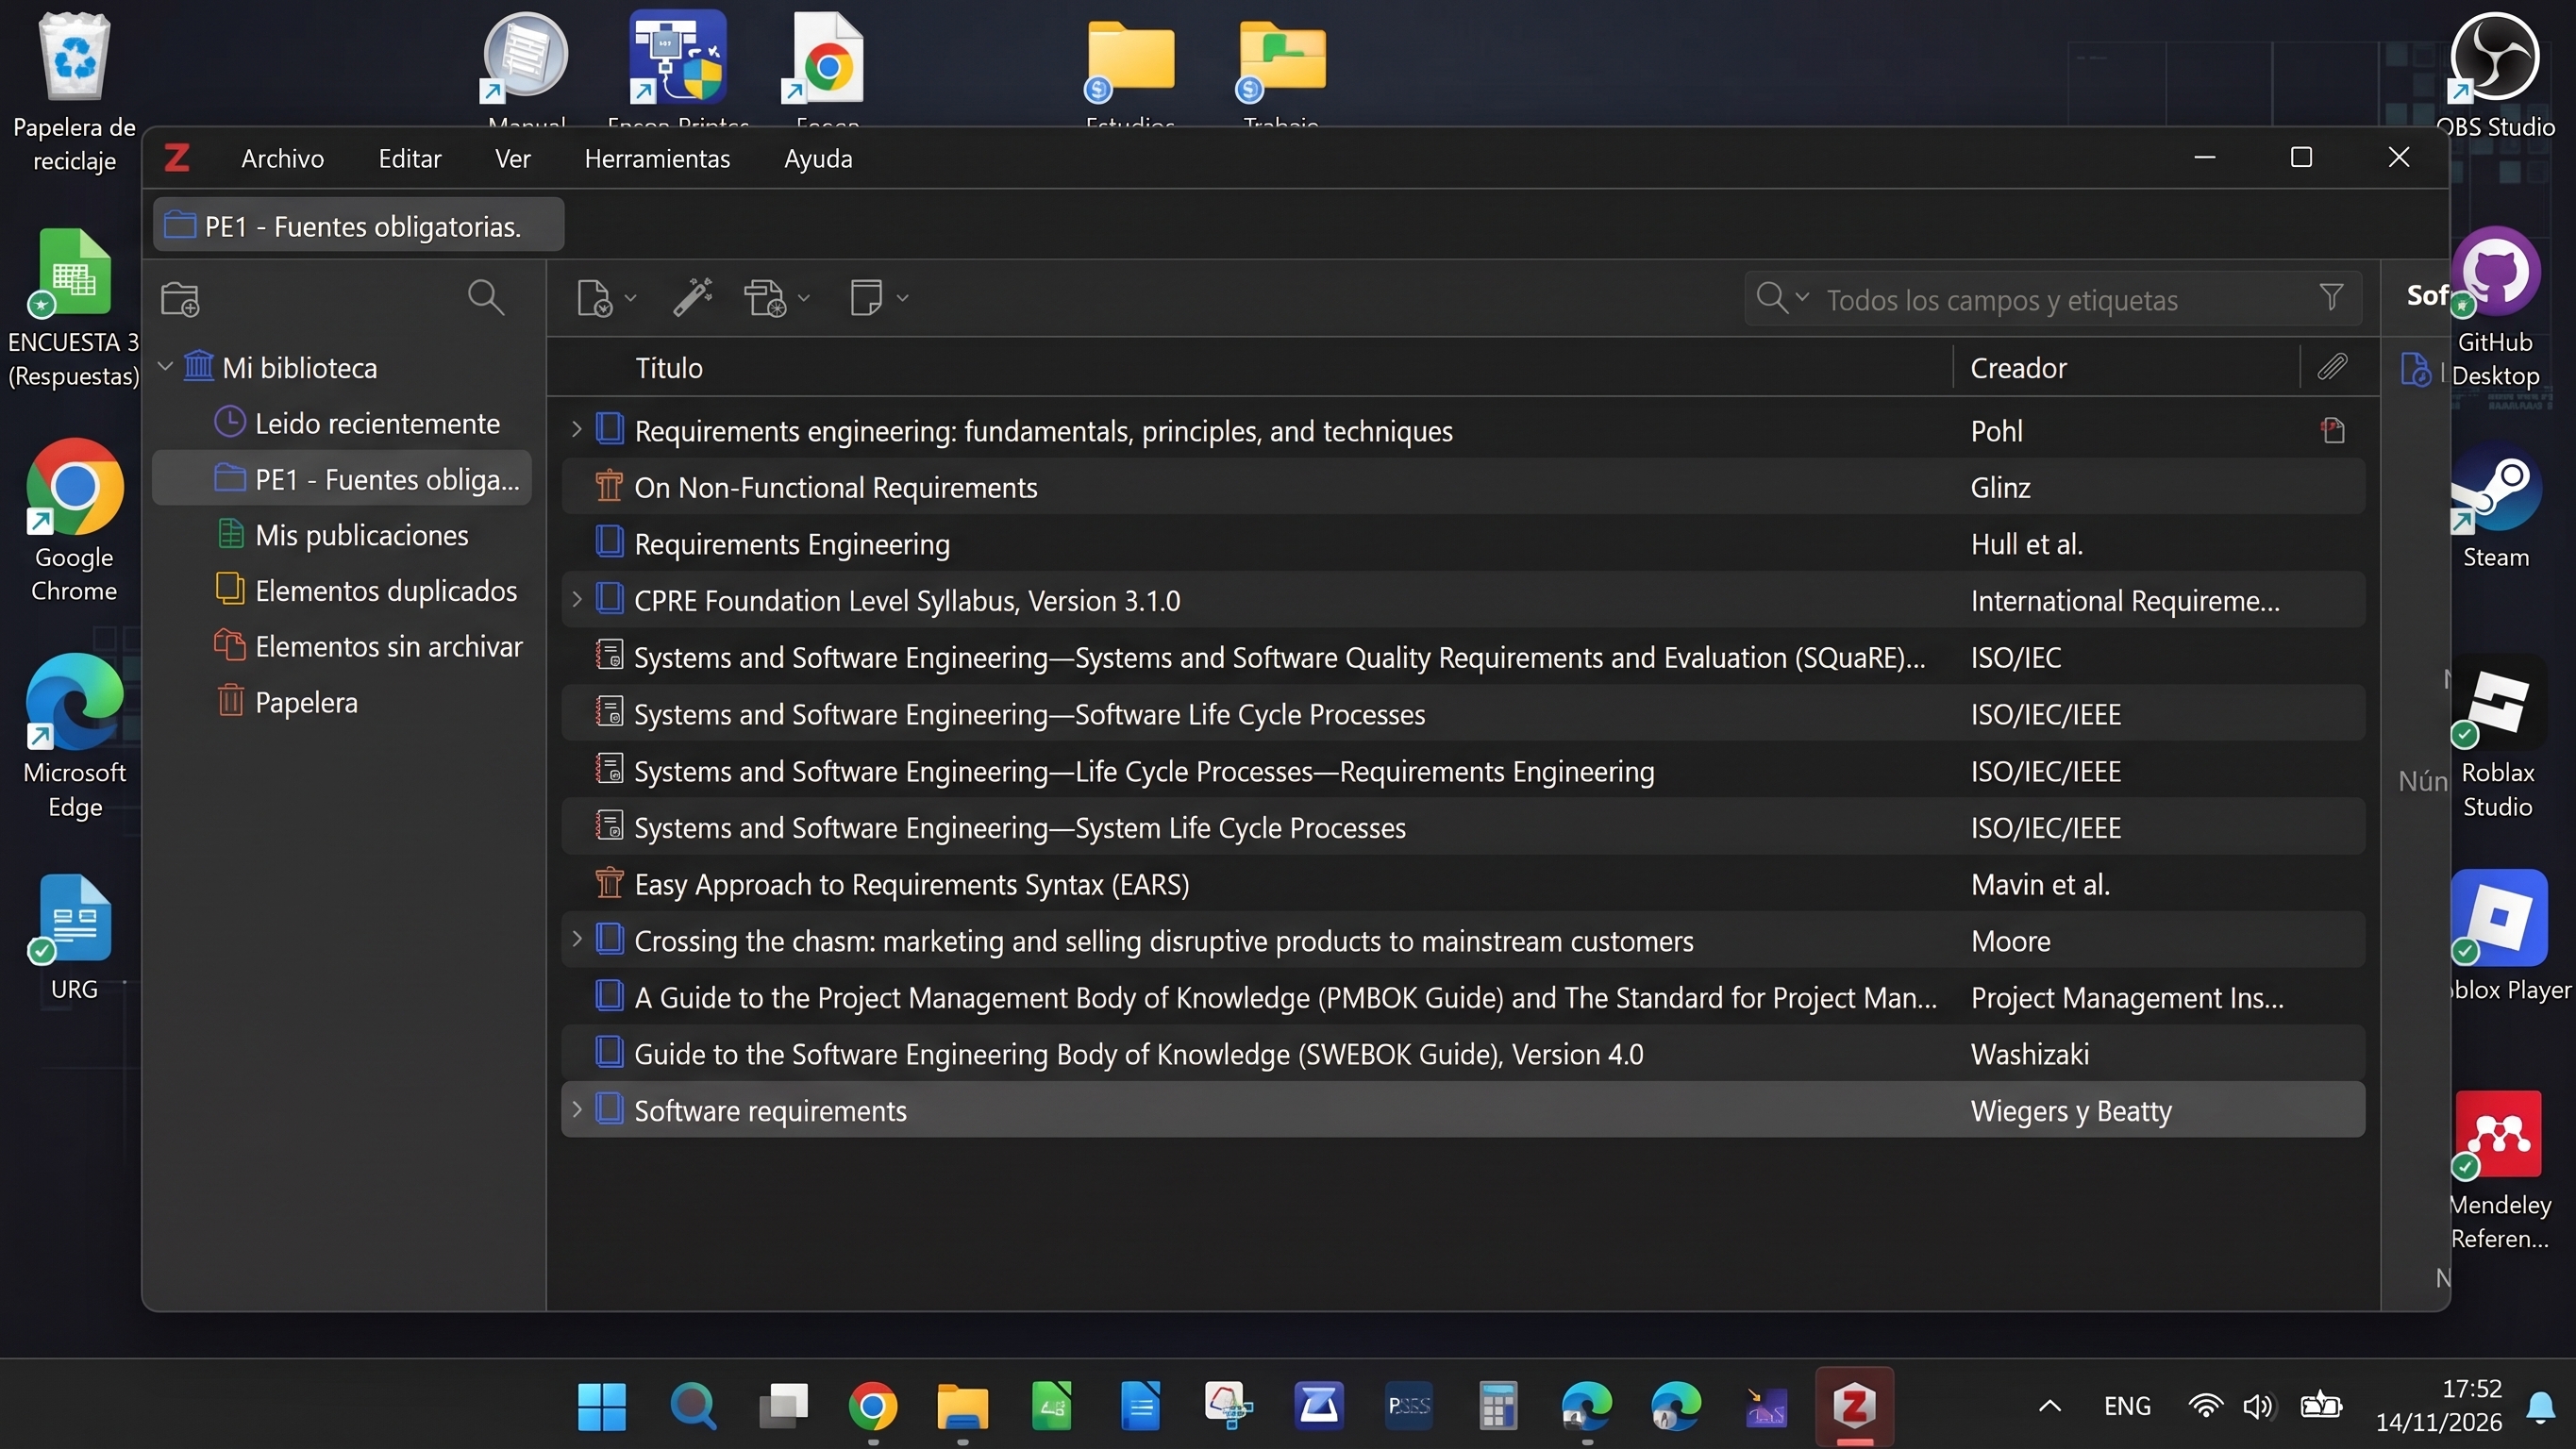 Papelera de
reciclaje
Estudios
Trabajo
OBS Studio
Archivo
Editar
Ver
Herramientas
Ayuda
PE1 - Fuentes obligatorias.
ENCUESTA 3
(Respuestas)
Google
Chrome
Microsoft
Edge
URG
Mi biblioteca
Leido recientemente
PE1 - Fuentes obliga...
Mis publicaciones
Elementos duplicados
Elementos sin archivar
Papelera
Todos los campos y etiquetas
Título
Creador
Requirements engineering: fundamentals, principles, and techniques
Pohl
On Non-Functional Requirements
Glinz
Requirements Engineering
Hull et al.
CPRE Foundation Level Syllabus, Version 3.1.0
International Requireme...
Systems and Software Engineering—Systems and Software Quality Requirements and Evaluation (SQuaRE)...
ISO/IEC
Systems and Software Engineering—Software Life Cycle Processes
ISO/IEC/IEEE
Systems and Software Engineering—Life Cycle Processes—Requirements Engineering
ISO/IEC/IEEE
Systems and Software Engineering—System Life Cycle Processes
ISO/IEC/IEEE
Easy Approach to Requirements Syntax (EARS)
Mavin et al.
Crossing the chasm: marketing and selling disruptive products to mainstream customers
Moore
A Guide to the Project Management Body of Knowledge (PMBOK Guide) and The Standard for Project Man...
Project Management Ins...
Guide to the Software Engineering Body of Knowledge (SWEBOK Guide), Version 4.0
Washizaki
Software requirements
Wiegers y Beatty
Sof
Nún
GitHub
Desktop
Steam
Roblax
Studio
blox Player
Mendeley
Referen...
ENG
17:52
14/11/2026